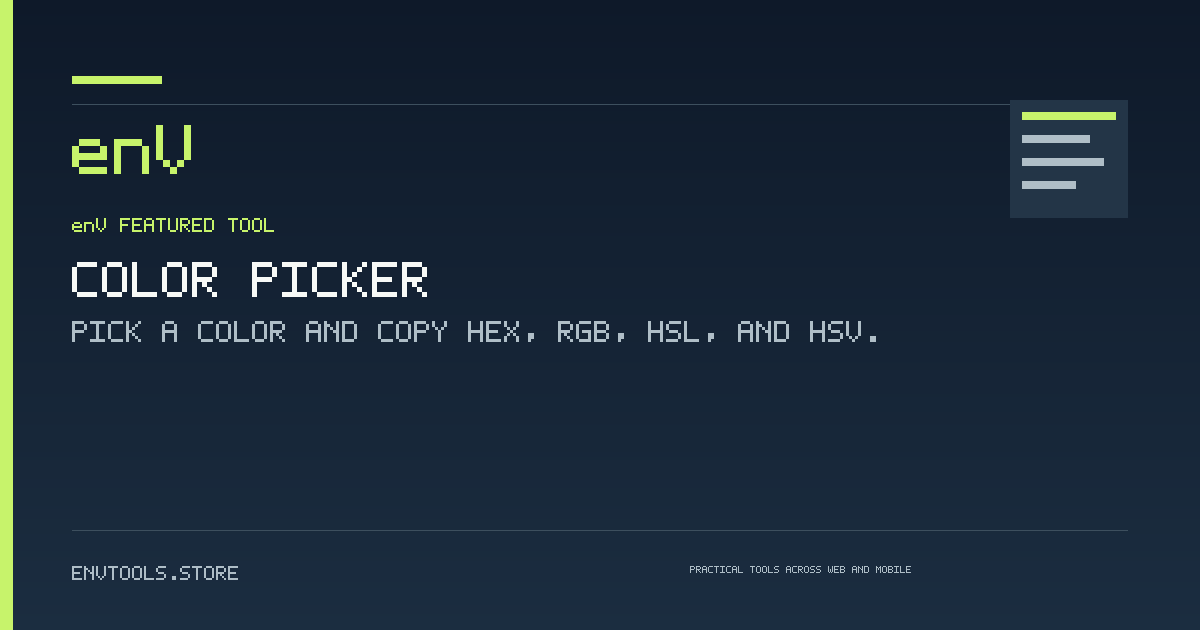 enV
enV FEATURED TOOL
COLOR PICKER
PICK A COLOR AND COPY HEX, RGB, HSL, AND HSV.
ENVTOOLS.STORE
PRACTICAL TOOLS ACROSS WEB AND MOBILE